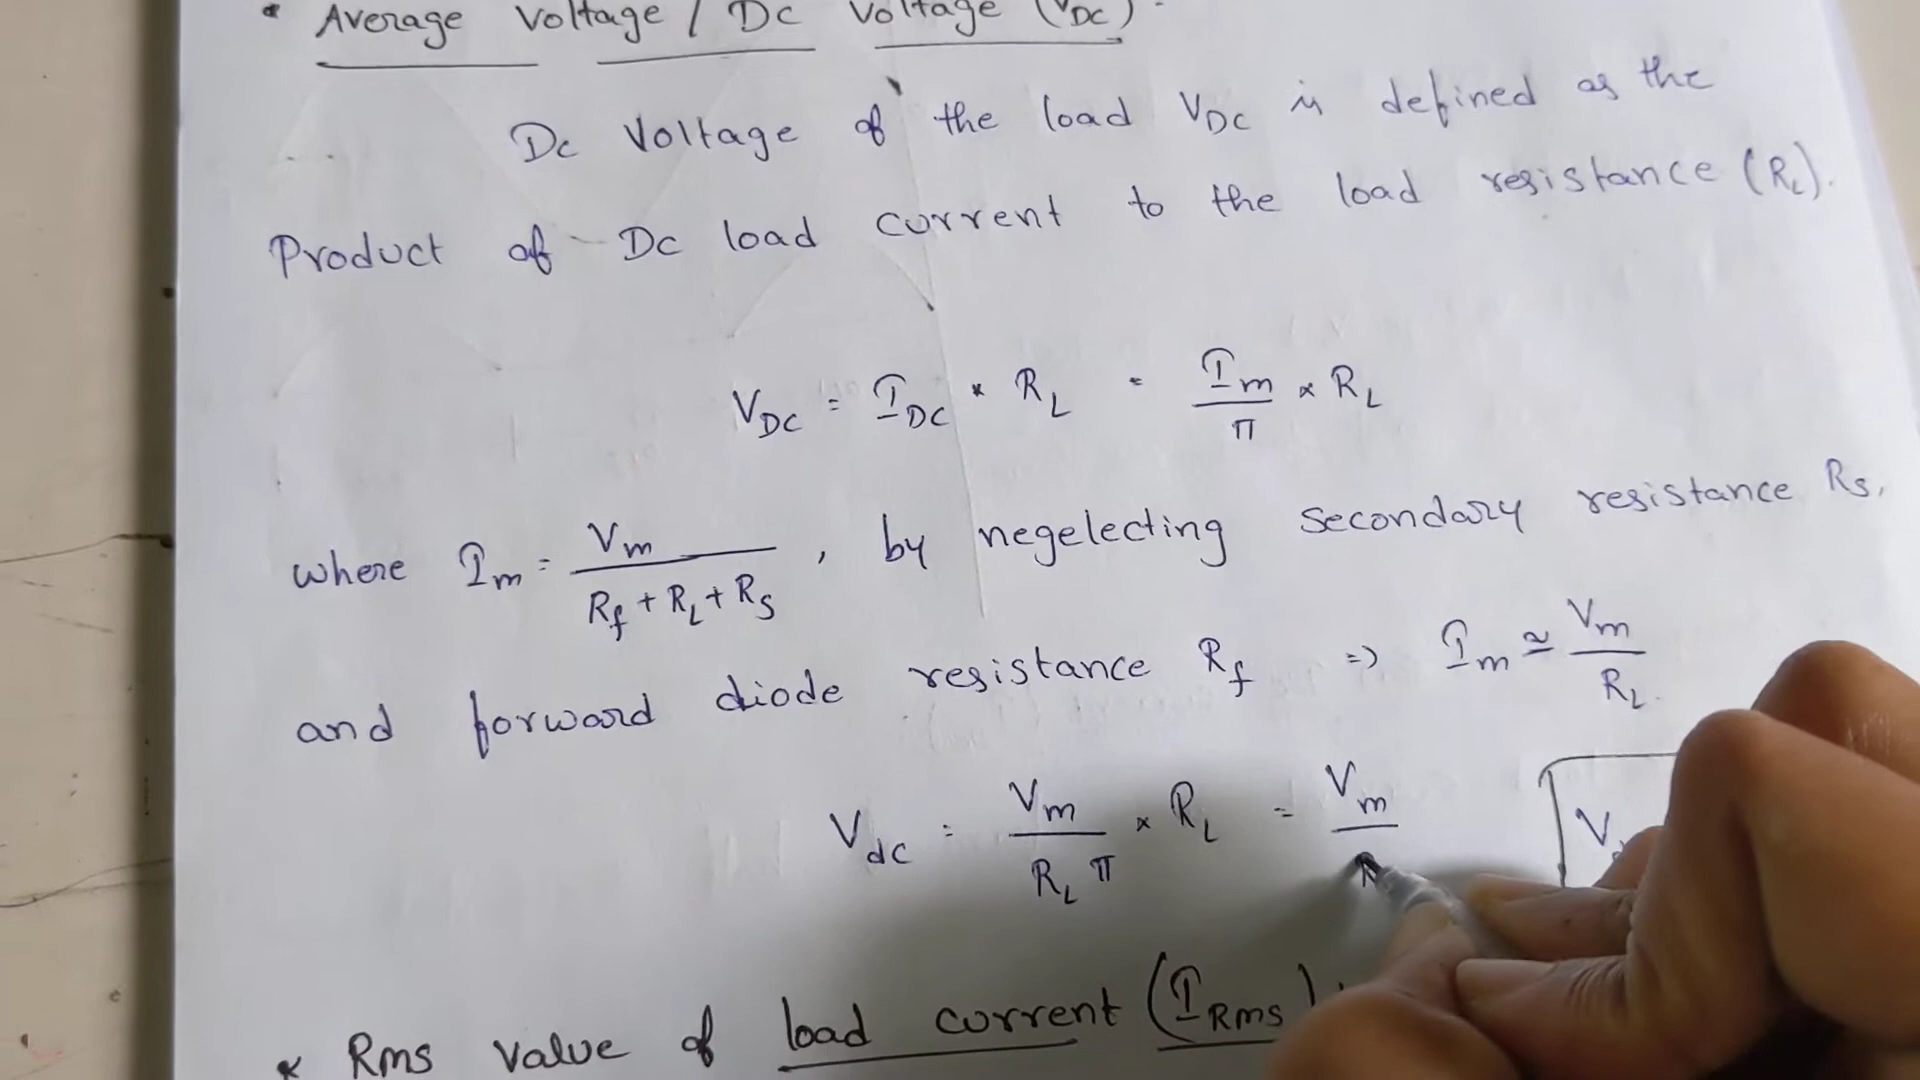 * Average Voltage / Dc Voltage (VDC)
Dc Voltage of the load VDC is defined as the
Product of Dc load current to the load resistance (RL).
VDC = IDC * RL = Im/π × RL
where Im = Vm/(Rf + RL + RS), by negelecting Secondary resistance Rs,
and forward diode resistance Rf => Im ≃ Vm/RL.
Vdc = Vm/(RL π) × RL = Vm/π
* Rms Value of load current (IRms)